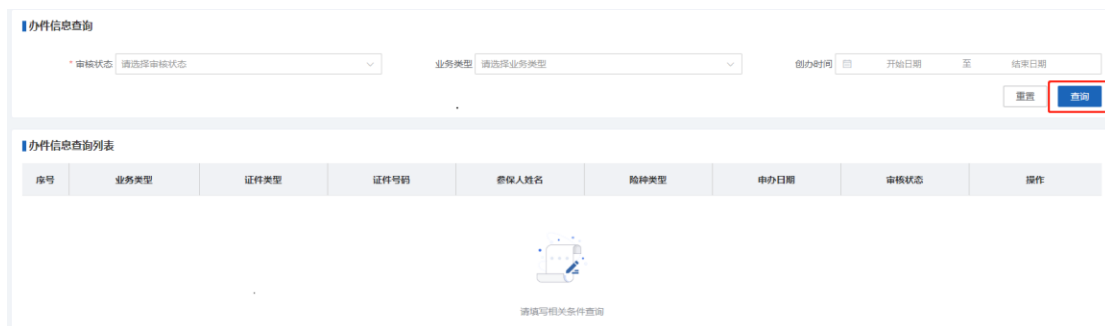 办件信息查询
* 审核状态 请选择审核状态 业务类型 请选择业务类型 创办时间 开始日期 至 结束日期
重置 查询
办件信息查询列表
序号 业务类型 证件类型 证件号码 参保人姓名 险种类型 申办日期 审核状态 操作
请填写相关条件查询